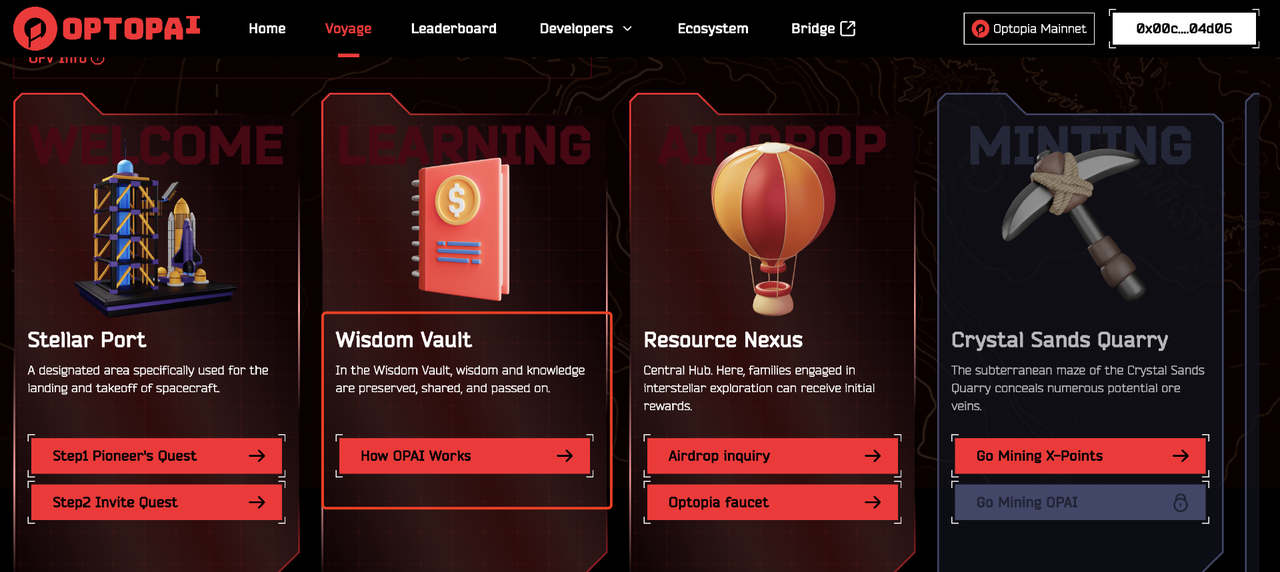 OPTOPAI
Home
Voyage
Leaderboard
Developers
Ecosystem
Bridge
Optopia Mainnet
0x00c....04d06
OFV Info
WELCOME
Stellar Port
A designated area specifically used for the
landing and takeoff of spacecraft.
Step1 Pioneer's Quest
Step2 Invite Quest
LEARNING
$
Wisdom Vault
In the Wisdom Vault, wisdom and knowledge
are preserved, shared, and passed on.
How OPAI Works
AIRDROP
Resource Nexus
Central Hub. Here, families engaged in
interstellar exploration can receive initial
rewards.
Airdrop inquiry
Optopia faucet
MINTING
Crystal Sands Quarry
The subterranean maze of the Crystal Sands
Quarry conceals numerous potential ore
veins.
Go Mining X-Points
Go Mining OPAI